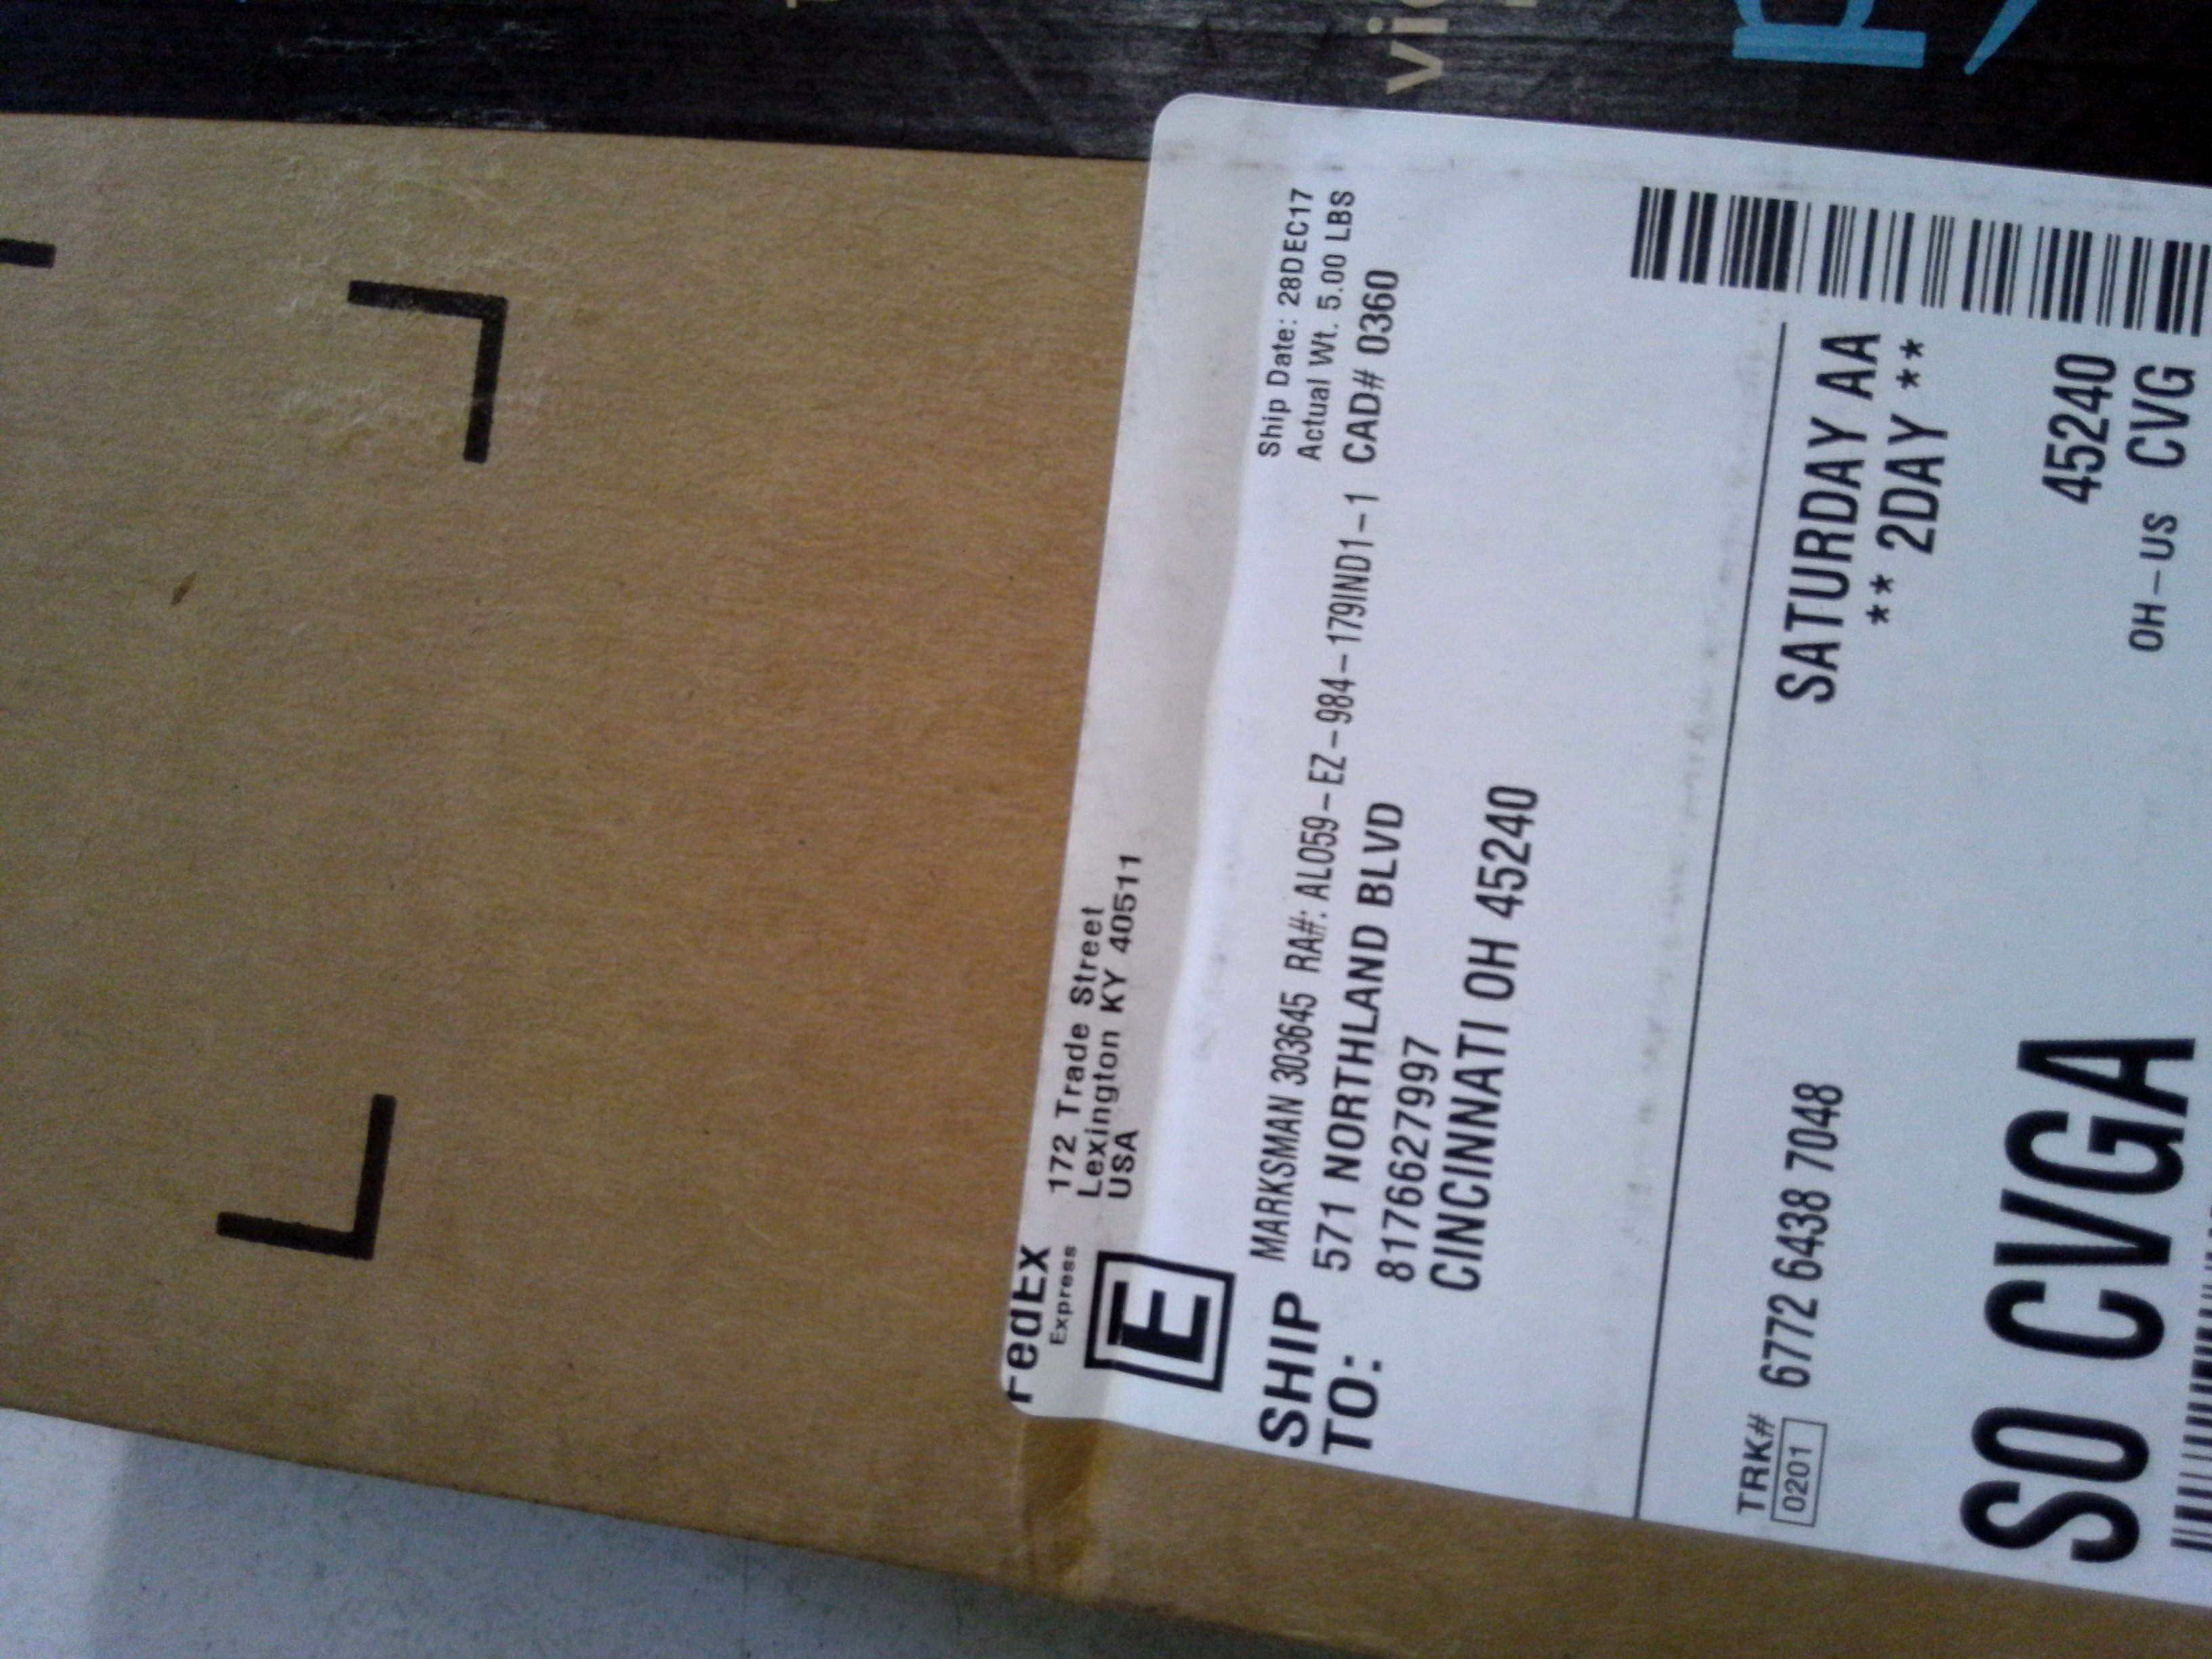 FedEx
Express
172 Trade Street
Lexington KY 40511
USA
E
Ship Date: 28DEC17
Actual Wt. 5.00 LBS
CAD# 0360
SHIP
TO:
MARKSMAN 303645 RA#: AL059-EZ-984-179IND1-1
571 NORTHLAND BLVD
8176627997
CINCINNATI OH 45240
TRK#
0201
6772 6438 7048
SATURDAY AA
** 2DAY **
SO CVGA
45240
OH-US CVG